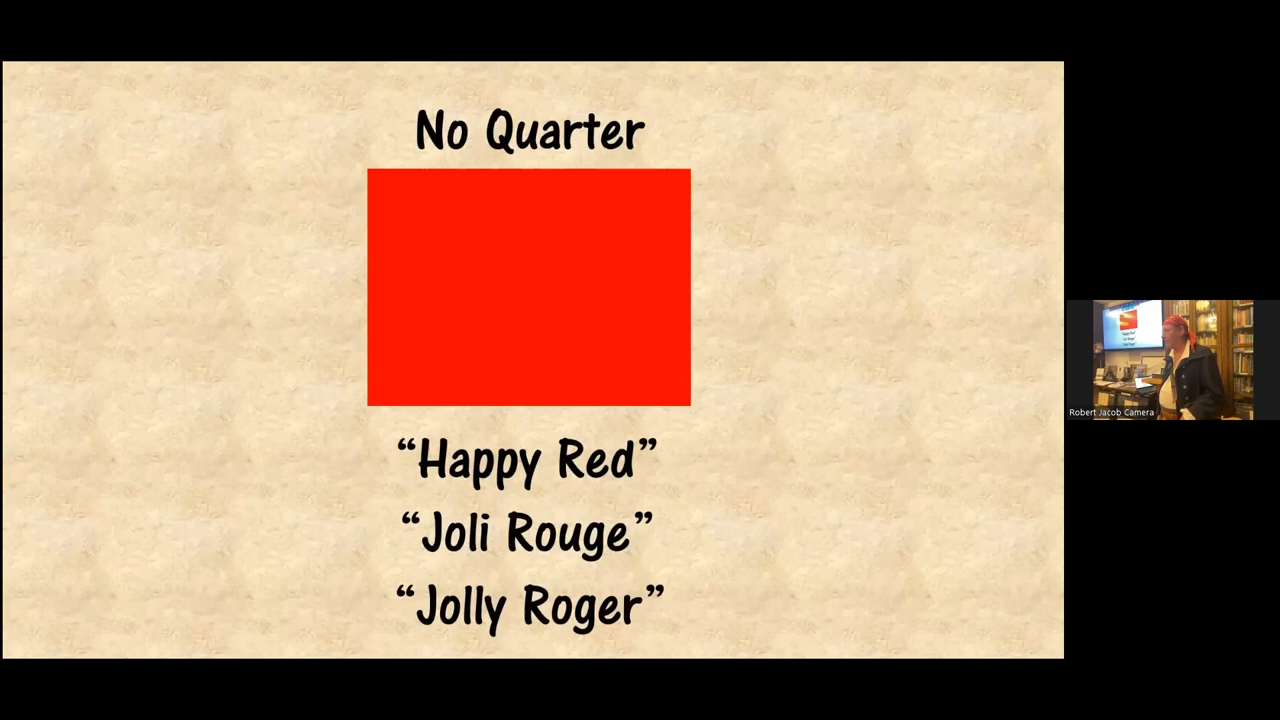 No Quarter
“Happy Red”
“Joli Rouge”
“Jolly Roger”
Robert Jacob Camera